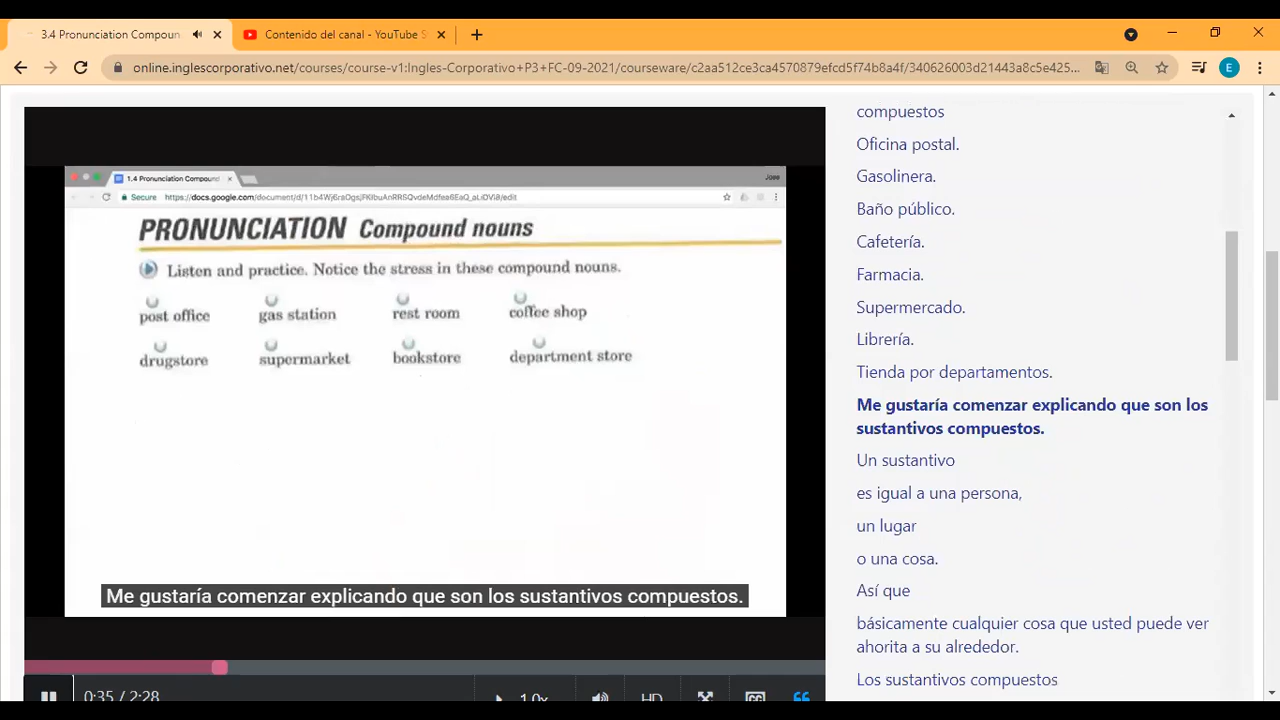 3.4 Pronunciation Compoun
Contenido del canal - YouTube S
online.inglescorporativo.net/courses/course-v1:Ingles-Corporativo+P3+FC-09-2021/courseware/c2aa512ce3ca4570879efcd5f74b8a4f/340626003d21443a8c5e425...
E
1.4 Pronunciation Compound
Jose
Secure
PRONUNCIATION Compound nouns
Listen and practice. Notice the stress in these compound nouns.
post office gas station rest room coffee shop
drugstore supermarket bookstore department store
Me gustaría comenzar explicando que son los sustantivos compuestos.
0:35 / 2:28
1.0x
HD
CC
compuestos
Oficina postal.
Gasolinera.
Baño público.
Cafetería.
Farmacia.
Supermercado.
Librería.
Tienda por departamentos.
Me gustaría comenzar explicando que son los
sustantivos compuestos.
Un sustantivo
es igual a una persona,
un lugar
o una cosa.
Así que
básicamente cualquier cosa que usted puede ver
ahorita a su alrededor.
Los sustantivos compuestos